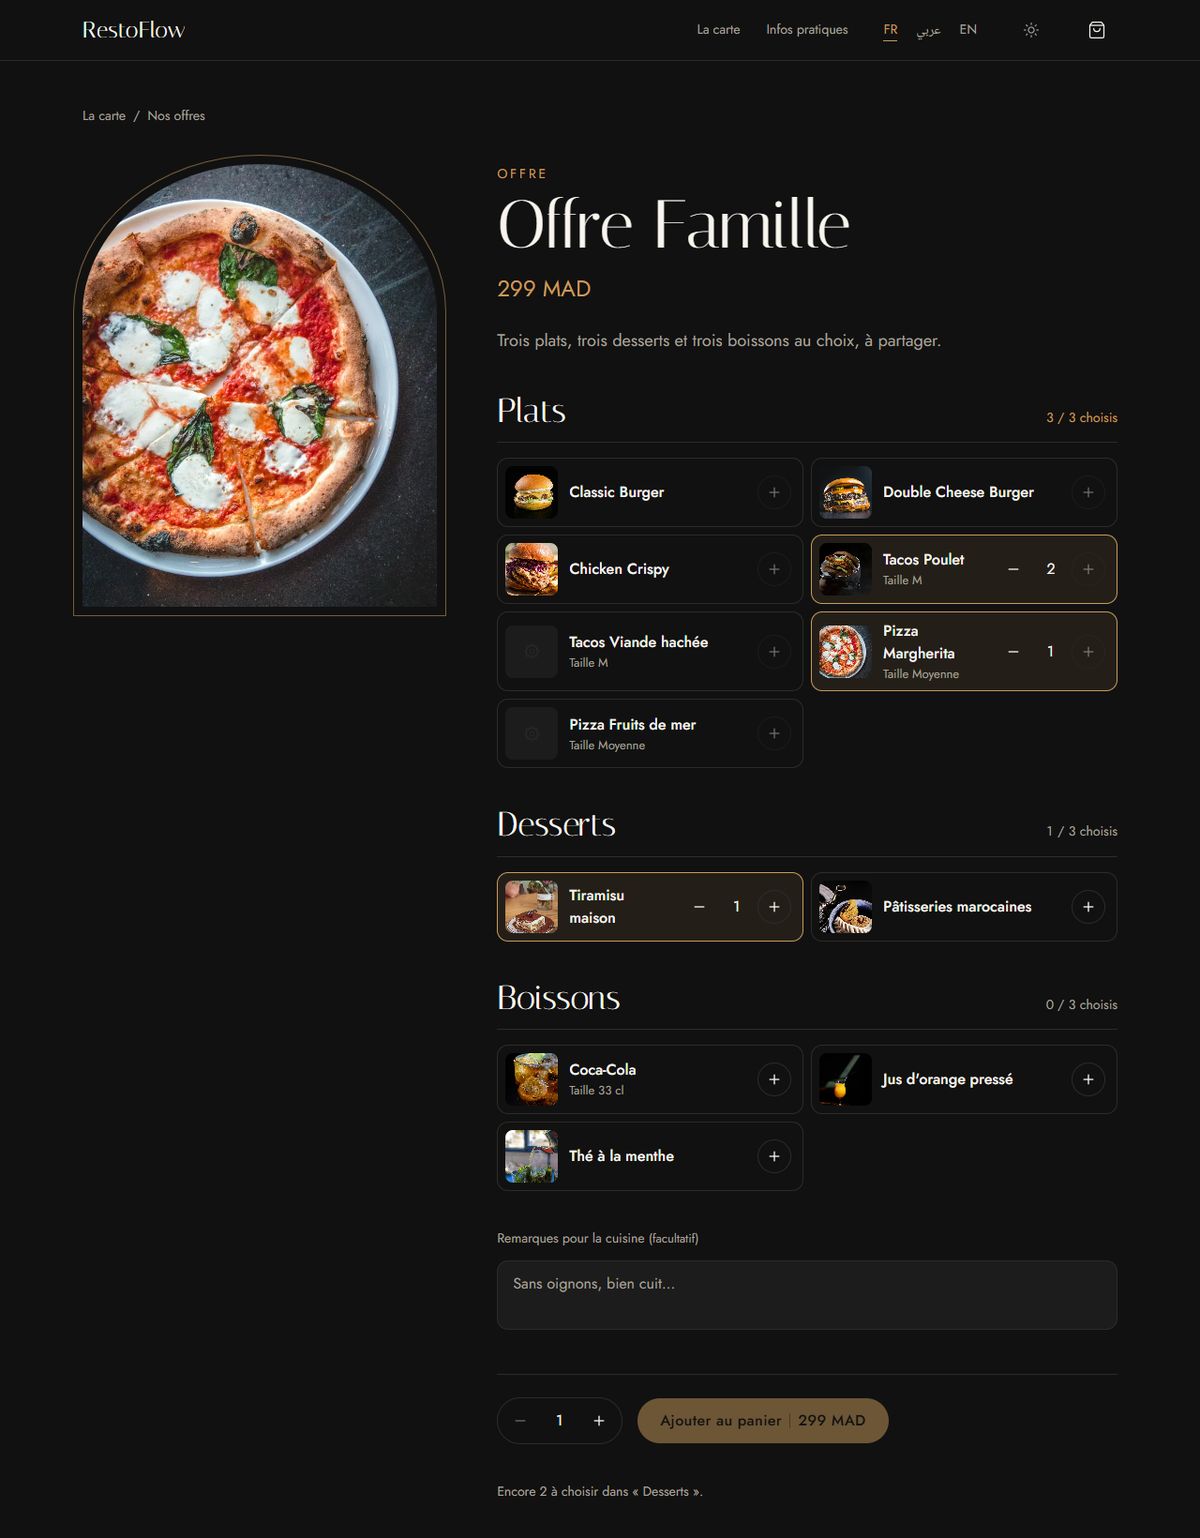 RestoFlow
La carte
Infos pratiques
FR
عربي
EN
La carte / Nos offres
OFFRE
Offre Famille
299 MAD
Trois plats, trois desserts et trois boissons au choix, à partager.
Plats
3 / 3 choisis
Classic Burger
+
Double Cheese Burger
+
Chicken Crispy
+
Tacos Poulet
Taille M
− 2 +
Tacos Viande hachée
Taille M
+
Pizza
Margherita
Taille Moyenne
− 1 +
Pizza Fruits de mer
Taille Moyenne
+
Desserts
1 / 3 choisis
Tiramisu
maison
− 1 +
Pâtisseries marocaines
+
Boissons
0 / 3 choisis
Coca-Cola
Taille 33 cl
+
Jus d'orange pressé
+
Thé à la menthe
+
Remarques pour la cuisine (facultatif)
Sans oignons, bien cuit...
− 1 +
Ajouter au panier | 299 MAD
Encore 2 à choisir dans « Desserts ».